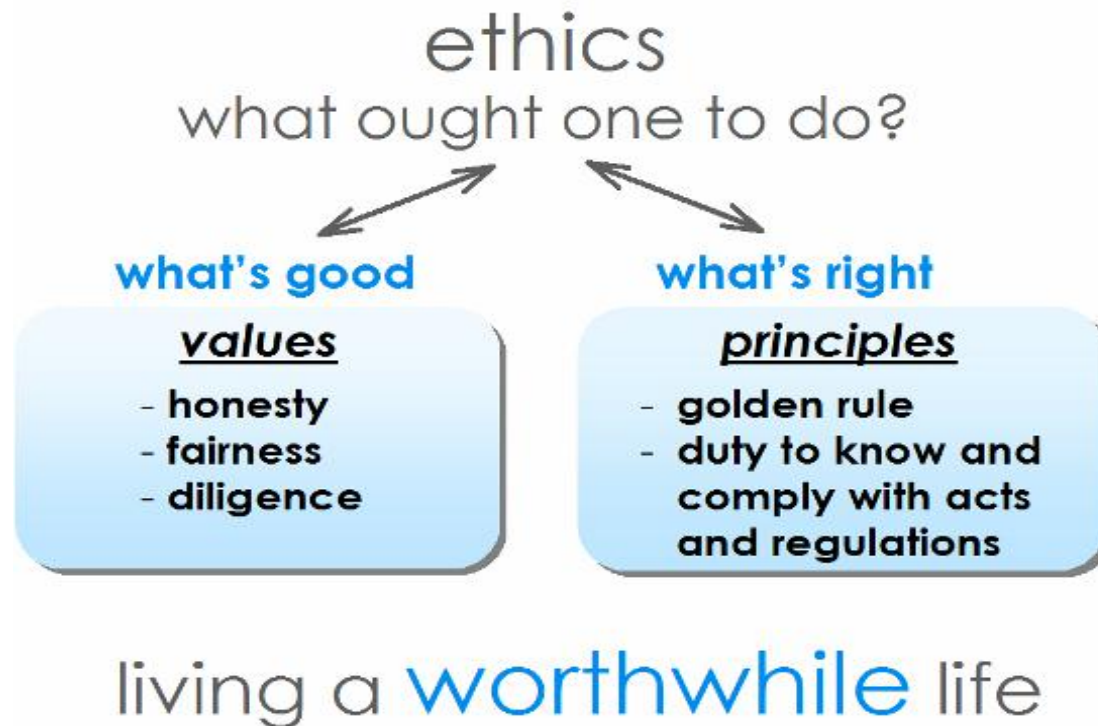 ethics
what ought one to do?
what's good
values
- honesty
- fairness
- diligence
what's right
principles
- golden rule
- duty to know and
comply with acts
and regulations
living a worthwhile life